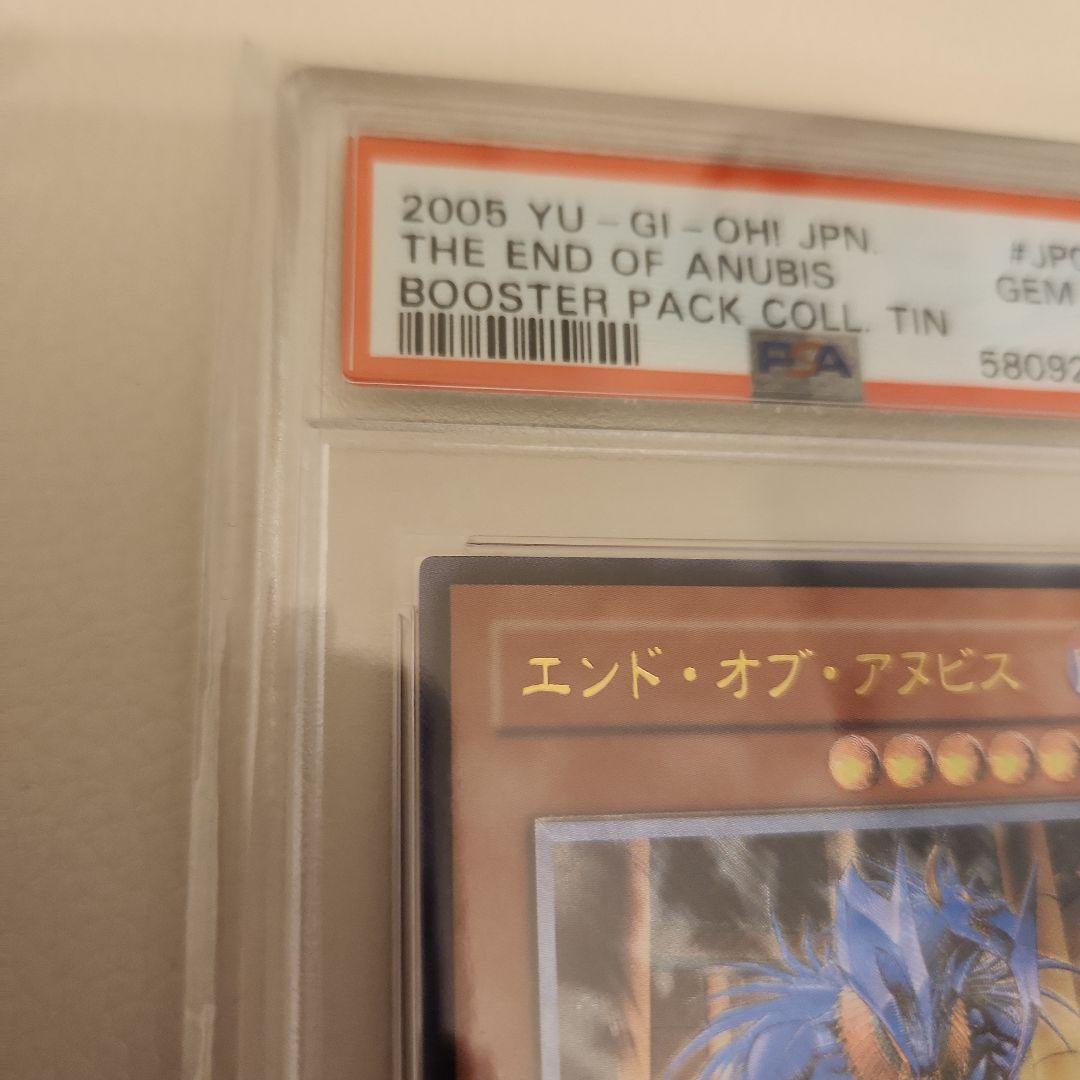 2005 YU-GI-OH! JPN.
THE END OF ANUBIS
BOOSTER PACK COLL. TIN
GEM
PSA
エンド・オブ・アヌビス